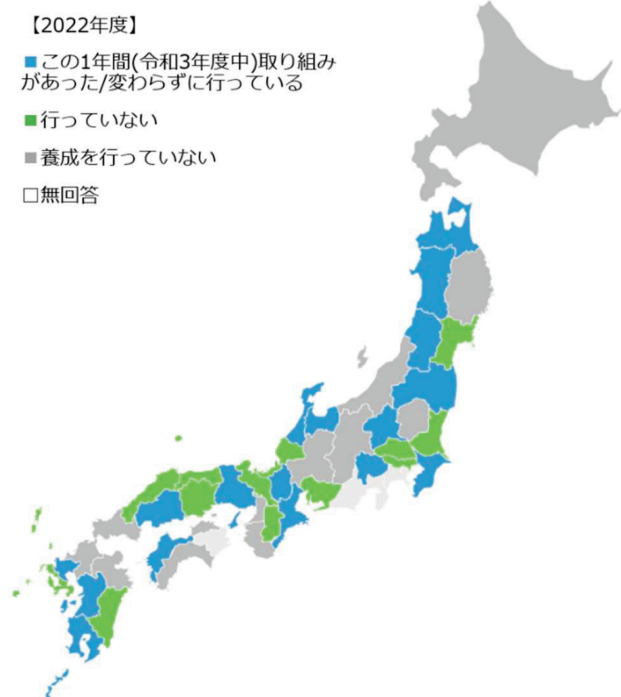 【2022年度】
■この1年間(令和3年度中)取り組み
があった/変わらずに行っている
■行っていない
■養成を行っていない
□無回答